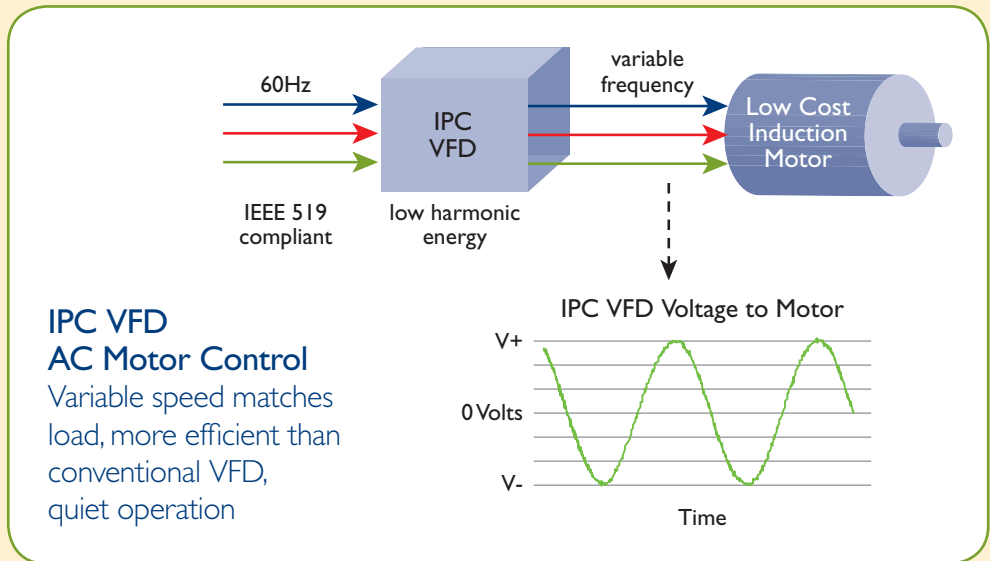 60Hz
variable
frequency
IPC
VFD
Low Cost
Induction
Motor
IEEE 519
compliant
low harmonic
energy
IPC VFD
AC Motor Control
Variable speed matches
load, more efficient than
conventional VFD,
quiet operation
IPC VFD Voltage to Motor
V+
0 Volts
V-
Time